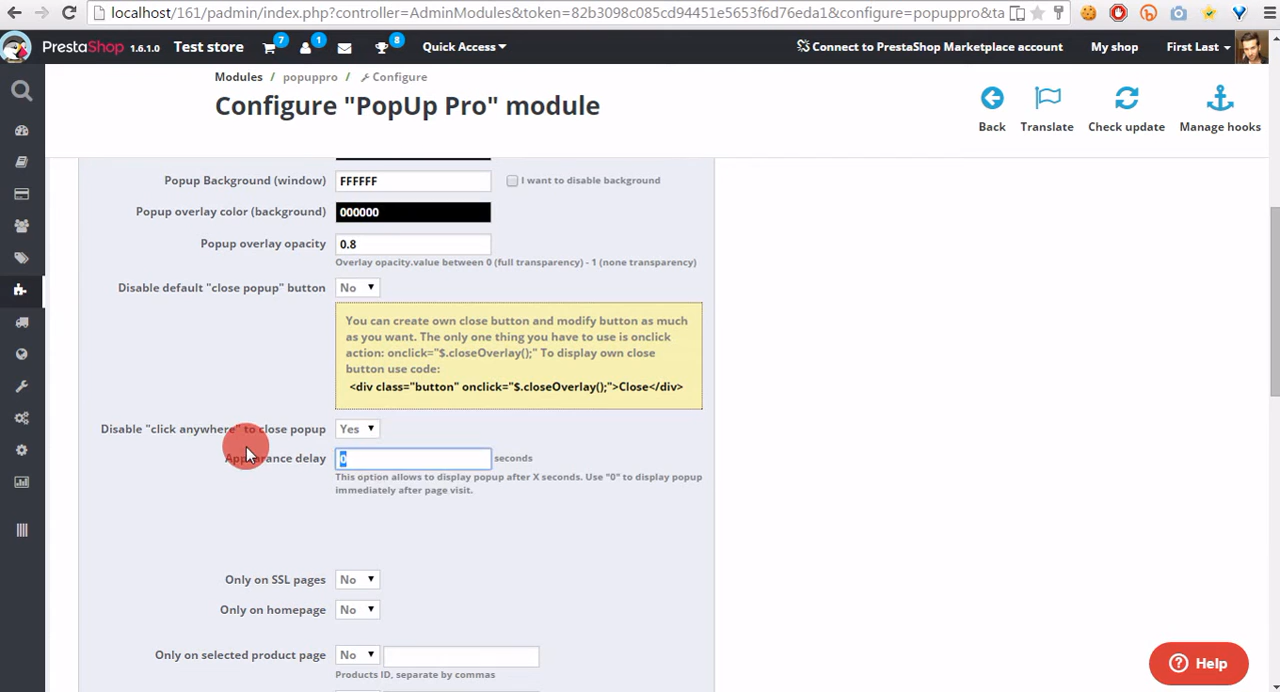 localhost/161/padmin/index.php?controller=AdminModules&token=82b3098c085cd94451e5653f6d76eda1&configure=popuppro&ta
PrestaShop 1.6.1.0 Test store 7 1 8 Quick Access Connect to PrestaShop Marketplace account My shop First Last
Modules / popuppro / Configure
Configure "PopUp Pro" module
Back Translate Check update Manage hooks
Popup Background (window) FFFFFF I want to disable background
Popup overlay color (background) 000000
Popup overlay opacity 0.8
Overlay opacity.value between 0 (full transparency) - 1 (none transparency)
Disable default "close popup" button No
You can create own close button and modify button as much
as you want. The only one thing you have to use is onclick
action: onclick="$.closeOverlay();" To display own close
button use code:
<div class="button" onclick="$.closeOverlay();">Close</div>
Disable "click anywhere" to close popup Yes
Appearance delay 0 seconds
This option allows to display popup after X seconds. Use "0" to display popup
immediately after page visit.
Only on SSL pages No
Only on homepage No
Only on selected product page No
Products ID, separate by commas
Help